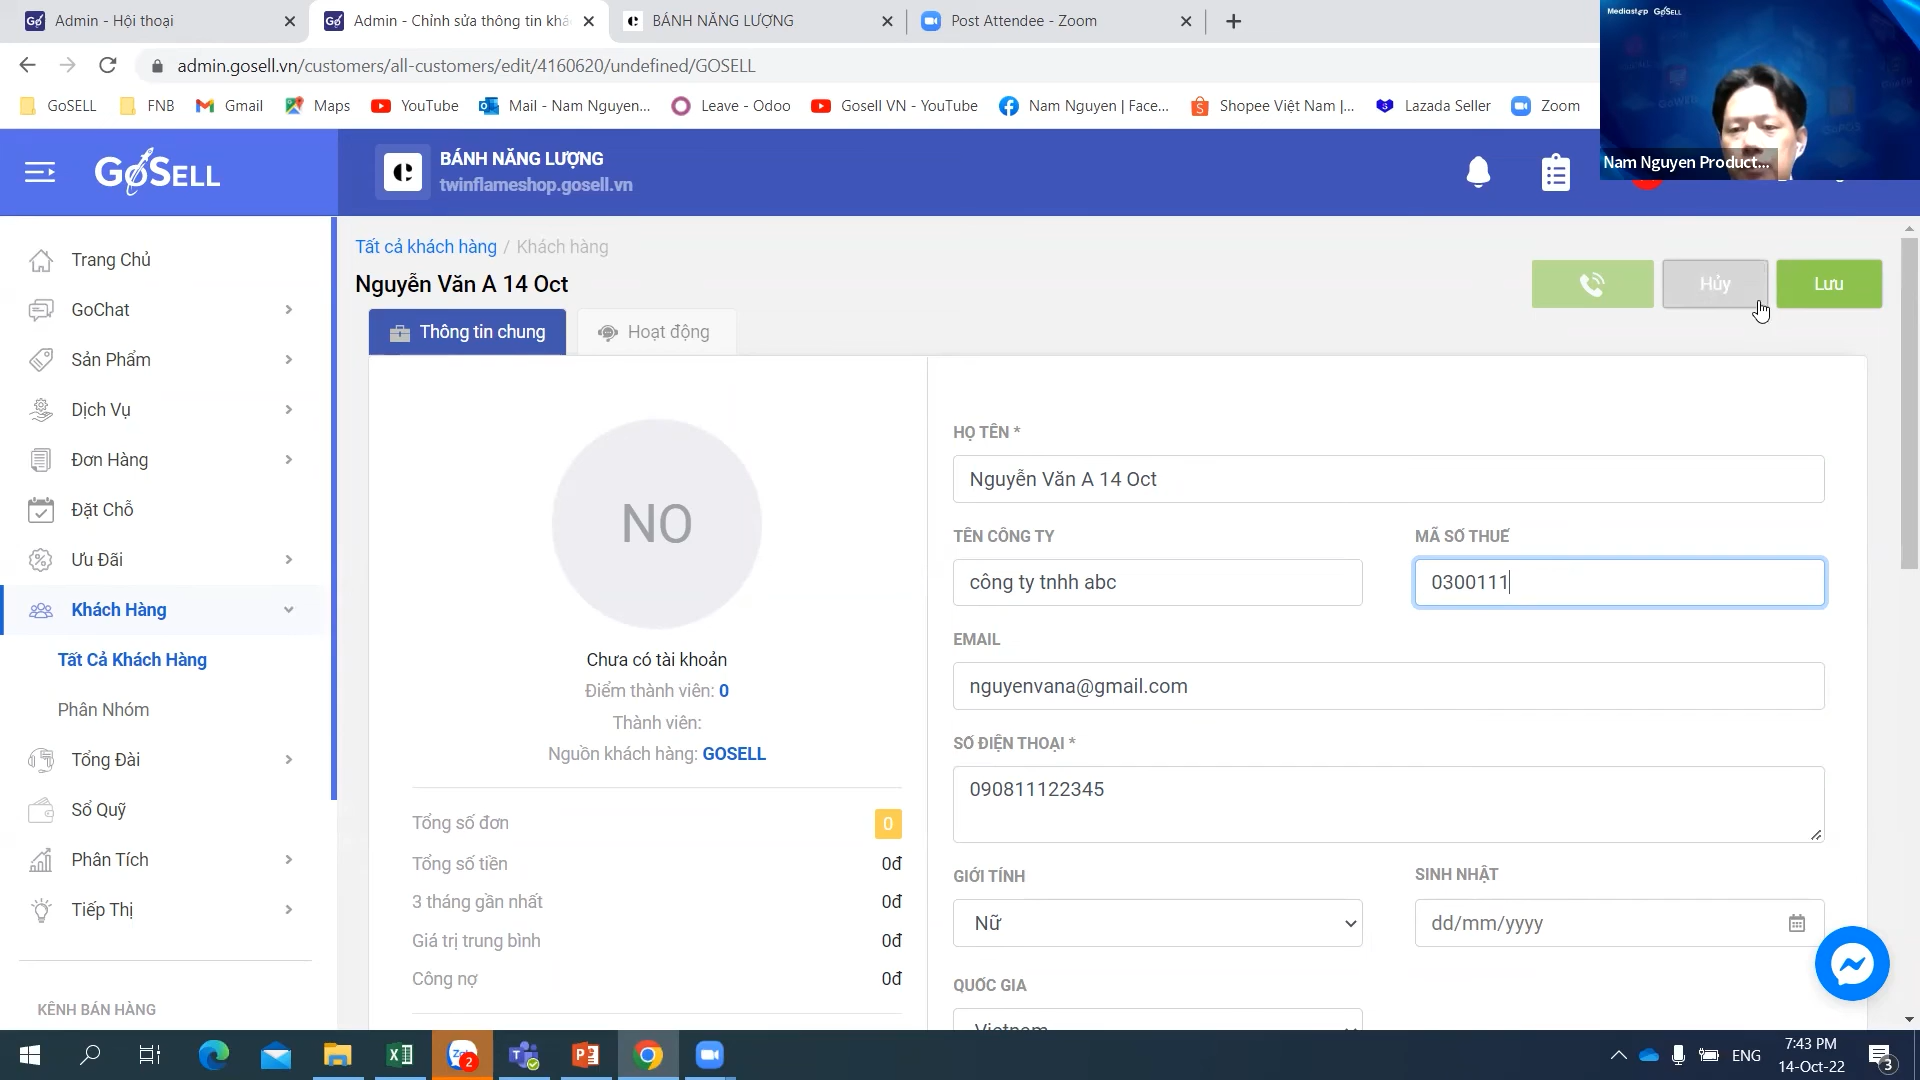 Admin - Hội thoại
Admin - Chỉnh sửa thông tin khá
BÁNH NĂNG LƯỢNG
Post Attendee - Zoom
admin.gosell.vn/customers/all-customers/edit/4160620/undefined/GOSELL
GoSELL
FNB
Gmail
Maps
YouTube
Mail - Nam Nguyen...
Leave - Odoo
Gosell VN - YouTube
Nam Nguyen | Face...
Shopee Việt Nam |...
Lazada Seller
Zoom
Mediastep GoSELL
Nam Nguyen Product...
GoSELL
BÁNH NĂNG LƯỢNG
twinflameshop.gosell.vn
Trang Chủ
GoChat
Sản Phẩm
Dịch Vụ
Đơn Hàng
Đặt Chỗ
Ưu Đãi
Khách Hàng
Tất Cả Khách Hàng
Phân Nhóm
Tổng Đài
Sổ Quỹ
Phân Tích
Tiếp Thị
KÊNH BÁN HÀNG
Tất cả khách hàng / Khách hàng
Nguyễn Văn A 14 Oct
Hủy
Lưu
Thông tin chung
Hoạt động
NO
Chưa có tài khoản
Điểm thành viên: 0
Thành viên:
Nguồn khách hàng: GOSELL
Tổng số đơn 0
Tổng số tiền 0đ
3 tháng gần nhất 0đ
Giá trị trung bình 0đ
Công nợ 0đ
HỌ TÊN *
Nguyễn Văn A 14 Oct
TÊN CÔNG TY
công ty tnhh abc
MÃ SỐ THUẾ
0300111
EMAIL
nguyenvana@gmail.com
SỐ ĐIỆN THOẠI *
090811122345
GIỚI TÍNH
Nữ
SINH NHẬT
dd/mm/yyyy
QUỐC GIA
Vietnam
2
ENG
7:43 PM
14-Oct-22
3